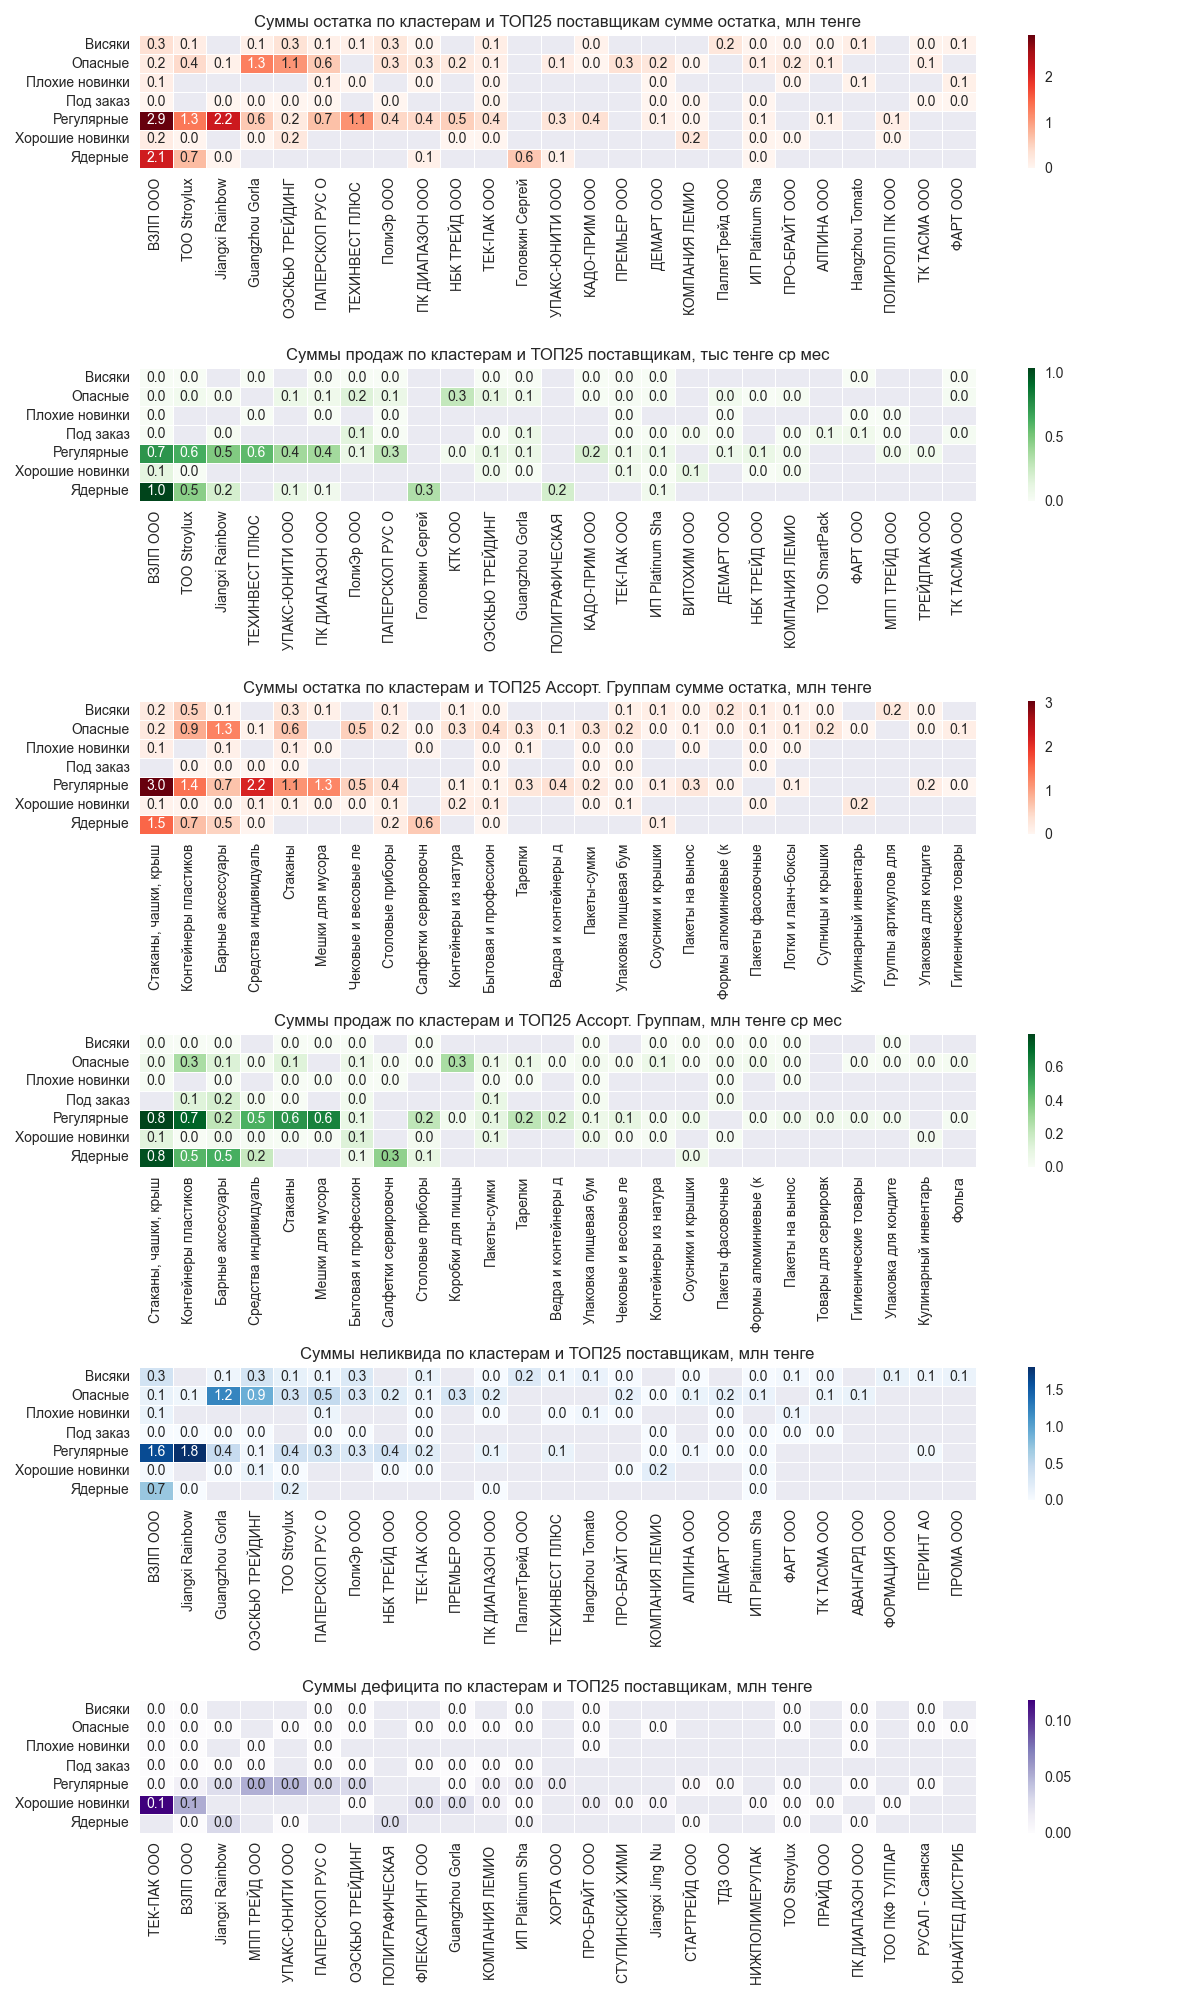 Суммы остатка по кластерам и ТОП25 поставщикам сумме остатка, млн тенге
Висяки 0.3 0.1 0.1 0.3 0.1 0.1 0.3 0.0 0.1 0.0 0.2 0.0 0.0 0.0 0.1 0.0 0.1
Опасные 0.2 0.4 0.1 1.3 1.1 0.6 0.3 0.3 0.2 0.1 0.1 0.0 0.3 0.2 0.0 0.1 0.2 0.1 0.1
Плохие новинки 0.1 0.1 0.0 0.0 0.0 0.0 0.0 0.1 0.1
Под заказ 0.0 0.0 0.0 0.0 0.0 0.0 0.0 0.0 0.0 0.0 0.0 0.0
Регулярные 2.9 1.3 2.2 0.6 0.2 0.7 1.1 0.4 0.4 0.5 0.4 0.3 0.4 0.1 0.0 0.1 0.1 0.1
Хорошие новинки 0.2 0.0 0.0 0.2 0.0 0.0 0.2 0.0 0.0 0.0
Ядерные 2.1 0.7 0.0 0.1 0.6 0.1 0.0
2
1
0
ВЗЛП ООО
ТОО Stroylux
Jiangxi Rainbow
Guangzhou Gorla
ОЭСКЬЮ ТРЕЙДИНГ
ПАПЕРСКОП РУС О
ТЕХИНВЕСТ ПЛЮС
ПолиЭр ООО
ПК ДИАПАЗОН ООО
НБК ТРЕЙД ООО
ТЕК-ПАК ООО
Головкин Сергей
УПАКС-ЮНИТИ ООО
КАДО-ПРИМ ООО
ПРЕМЬЕР ООО
ДЕМАРТ ООО
КОМПАНИЯ ЛЕМИО
ПаллетТрейд ООО
ИП Platinum Sha
ПРО-БРАЙТ ООО
АЛПИНА ООО
Hangzhou Tomato
ПОЛИРОЛЛ ПК ООО
ТК ТАСМА ООО
ФАРТ ООО
Суммы продаж по кластерам и ТОП25 поставщикам, тыс тенге ср мес
Висяки 0.0 0.0 0.0 0.0 0.0 0.0 0.0 0.0 0.0 0.0 0.0 0.0 0.0
Опасные 0.0 0.0 0.0 0.1 0.1 0.2 0.1 0.3 0.1 0.1 0.0 0.0 0.0 0.0 0.0 0.0 0.0
Плохие новинки 0.0 0.0 0.0 0.0 0.0 0.0 0.0 0.0
Под заказ 0.0 0.0 0.1 0.0 0.0 0.1 0.0 0.0 0.0 0.0 0.0 0.1 0.1 0.0 0.0
Регулярные 0.7 0.6 0.5 0.6 0.4 0.4 0.1 0.3 0.0 0.1 0.1 0.2 0.1 0.1 0.1 0.1 0.0 0.0 0.0
Хорошие новинки 0.1 0.0 0.0 0.0 0.1 0.0 0.1 0.0 0.0
Ядерные 1.0 0.5 0.2 0.1 0.1 0.3 0.2 0.1
1.0
0.5
0.0
ВЗЛП ООО
ТОО Stroylux
Jiangxi Rainbow
ТЕХИНВЕСТ ПЛЮС
УПАКС-ЮНИТИ ООО
ПК ДИАПАЗОН ООО
ПолиЭр ООО
ПАПЕРСКОП РУС О
Головкин Сергей
КТК ООО
ОЭСКЬЮ ТРЕЙДИНГ
Guangzhou Gorla
ПОЛИГРАФИЧЕСКАЯ
КАДО-ПРИМ ООО
ТЕК-ПАК ООО
ИП Platinum Sha
ВИТОХИМ ООО
ДЕМАРТ ООО
НБК ТРЕЙД ООО
КОМПАНИЯ ЛЕМИО
ТОО SmartPack
ФАРТ ООО
МПП ТРЕЙД ООО
ТРЕЙДПАК ООО
ТК ТАСМА ООО
Суммы остатка по кластерам и ТОП25 Ассорт. Группам сумме остатка, млн тенге
Висяки 0.2 0.5 0.1 0.3 0.1 0.1 0.1 0.0 0.1 0.1 0.0 0.2 0.1 0.1 0.0 0.2 0.0
Опасные 0.2 0.9 1.3 0.1 0.6 0.5 0.2 0.0 0.3 0.4 0.3 0.1 0.3 0.2 0.0 0.1 0.0 0.1 0.1 0.2 0.0 0.0 0.1
Плохие новинки 0.1 0.1 0.1 0.0 0.0 0.0 0.1 0.0 0.0 0.0 0.0 0.0
Под заказ 0.0 0.0 0.0 0.0 0.0 0.0 0.0
Регулярные 3.0 1.4 0.7 2.2 1.1 1.3 0.5 0.4 0.1 0.1 0.3 0.4 0.2 0.0 0.1 0.3 0.0 0.1 0.2 0.0
Хорошие новинки 0.1 0.0 0.0 0.1 0.1 0.0 0.0 0.1 0.2 0.1 0.0 0.1 0.0 0.2
Ядерные 1.5 0.7 0.5 0.0 0.2 0.6 0.0 0.1
3
2
1
0
Стаканы, чашки, крыш
Контейнеры пластиков
Барные аксессуары
Средства индивидуаль
Стаканы
Мешки для мусора
Чековые и весовые ле
Столовые приборы
Салфетки сервировочн
Контейнеры из натура
Бытовая и профессион
Тарелки
Ведра и контейнеры д
Пакеты-сумки
Упаковка пищевая бум
Соусники и крышки
Пакеты на вынос
Формы алюминиевые (к
Пакеты фасовочные
Лотки и ланч-боксы
Супницы и крышки
Кулинарный инвентарь
Группы артикулов для
Упаковка для кондите
Гигиенические товары
Суммы продаж по кластерам и ТОП25 Ассорт. Группам, млн тенге ср мес
Висяки 0.0 0.0 0.0 0.0 0.0 0.0 0.0 0.0 0.0 0.0 0.0 0.0 0.0 0.0
Опасные 0.0 0.3 0.1 0.0 0.1 0.1 0.0 0.0 0.3 0.1 0.1 0.0 0.0 0.0 0.1 0.0 0.0 0.0 0.0 0.0 0.0 0.0 0.0
Плохие новинки 0.0 0.0 0.0 0.0 0.0 0.0 0.0 0.0 0.0 0.0 0.0
Под заказ 0.1 0.2 0.0 0.0 0.0 0.1 0.0 0.0
Регулярные 0.8 0.7 0.2 0.5 0.6 0.6 0.1 0.2 0.0 0.1 0.2 0.2 0.1 0.1 0.0 0.0 0.0 0.0 0.0 0.0 0.0 0.0
Хорошие новинки 0.1 0.0 0.0 0.0 0.0 0.0 0.1 0.0 0.1 0.0 0.0 0.0 0.0 0.0
Ядерные 0.8 0.5 0.5 0.2 0.1 0.3 0.1 0.0
0.6
0.4
0.2
0.0
Стаканы, чашки, крыш
Контейнеры пластиков
Барные аксессуары
Средства индивидуаль
Стаканы
Мешки для мусора
Бытовая и профессион
Салфетки сервировочн
Столовые приборы
Коробки для пиццы
Пакеты-сумки
Тарелки
Ведра и контейнеры д
Упаковка пищевая бум
Чековые и весовые ле
Контейнеры из натура
Соусники и крышки
Пакеты фасовочные
Формы алюминиевые (к
Пакеты на вынос
Товары для сервировк
Гигиенические товары
Упаковка для кондите
Кулинарный инвентарь
Фольга
Суммы неликвида по кластерам и ТОП25 поставщикам, млн тенге
Висяки 0.3 0.1 0.3 0.1 0.1 0.3 0.1 0.2 0.1 0.1 0.0 0.0 0.1 0.0 0.1 0.1 0.1
Опасные 0.1 0.1 1.2 0.9 0.3 0.5 0.3 0.2 0.1 0.3 0.2 0.2 0.0 0.1 0.2 0.1 0.1 0.1
Плохие новинки 0.1 0.1 0.0 0.0 0.0 0.1 0.0 0.0 0.1
Под заказ 0.0 0.0 0.0 0.0 0.0 0.0 0.0 0.0 0.0 0.0 0.0 0.0 0.0
Регулярные 1.6 1.8 0.4 0.1 0.4 0.3 0.3 0.4 0.2 0.1 0.1 0.0 0.1 0.0 0.0 0.0
Хорошие новинки 0.0 0.0 0.1 0.0 0.0 0.0 0.0 0.2 0.0
Ядерные 0.7 0.0 0.2 0.0 0.0
1.5
1.0
0.5
0.0
ВЗЛП ООО
Jiangxi Rainbow
Guangzhou Gorla
ОЭСКЬЮ ТРЕЙДИНГ
ТОО Stroylux
ПАПЕРСКОП РУС О
ПолиЭр ООО
НБК ТРЕЙД ООО
ТЕК-ПАК ООО
ПРЕМЬЕР ООО
ПК ДИАПАЗОН ООО
ПаллетТрейд ООО
ТЕХИНВЕСТ ПЛЮС
Hangzhou Tomato
ПРО-БРАЙТ ООО
КОМПАНИЯ ЛЕМИО
АЛПИНА ООО
ДЕМАРТ ООО
ИП Platinum Sha
ФАРТ ООО
ТК ТАСМА ООО
АВАНГАРД ООО
ФОРМАЦИЯ ООО
ПЕРИНТ АО
ПРОМА ООО
Суммы дефицита по кластерам и ТОП25 поставщикам, млн тенге
Висяки 0.0 0.0 0.0 0.0 0.0 0.0 0.0 0.0 0.0 0.0
Опасные 0.0 0.0 0.0 0.0 0.0 0.0 0.0 0.0 0.0 0.0 0.0 0.0 0.0 0.0 0.0 0.0
Плохие новинки 0.0 0.0 0.0 0.0 0.0 0.0
Под заказ 0.0 0.0 0.0 0.0 0.0 0.0 0.0 0.0 0.0 0.0
Регулярные 0.0 0.0 0.0 0.0 0.0 0.0 0.0 0.0 0.0 0.0 0.0 0.0 0.0 0.0 0.0 0.0
Хорошие новинки 0.1 0.1 0.0 0.0 0.0 0.0 0.0 0.0 0.0 0.0 0.0 0.0 0.0 0.0
Ядерные 0.0 0.0 0.0 0.0 0.0 0.0 0.0 0.0
0.10
0.05
0.00
ТЕК-ПАК ООО
ВЗЛП ООО
Jiangxi Rainbow
МПП ТРЕЙД ООО
УПАКС-ЮНИТИ ООО
ПАПЕРСКОП РУС О
ОЭСКЬЮ ТРЕЙДИНГ
ПОЛИГРАФИЧЕСКАЯ
ФЛЕКСАПРИНТ ООО
Guangzhou Gorla
КОМПАНИЯ ЛЕМИО
ИП Platinum Sha
ХОРТА ООО
ПРО-БРАЙТ ООО
СТУПИНСКИЙ ХИМИ
Jiangxi Jing Nu
СТАРТРЕЙД ООО
ТДЗ ООО
НИЖПОЛИМЕРУПАК
ТОО Stroylux
ПРАЙД ООО
ПК ДИАПАЗОН ООО
ТОО ПКФ ТУЛПАР
РУСАЛ - Саянска
ЮНАЙТЕД ДИСТРИБ